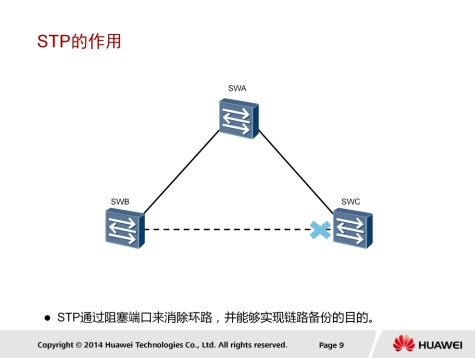 STP的作用
SWA
SWB
SWC
● STP通过阻塞端口来消除环路，并能够实现链路备份的目的。
Copyright © 2014 Huawei Technologies Co., Ltd. All rights reserved.
Page 9
HUAWEI